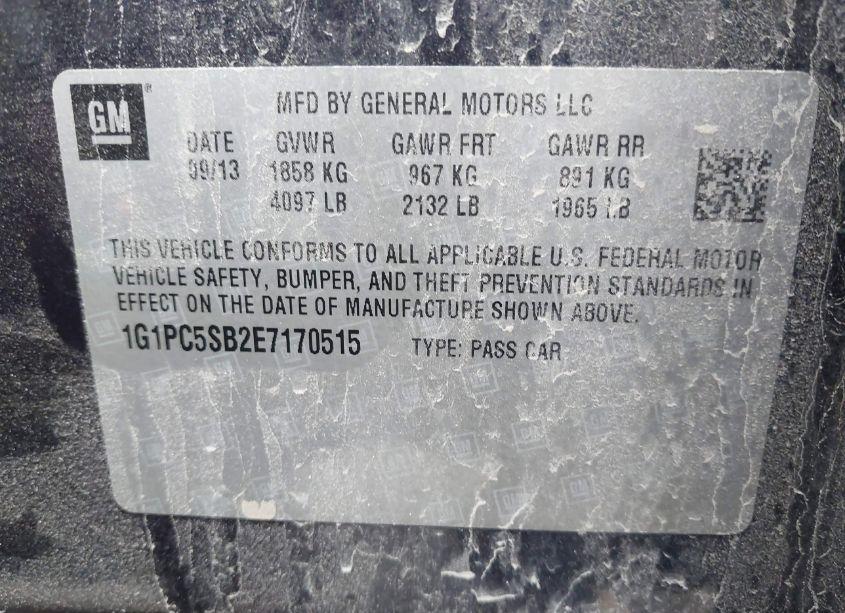 GM
MFD BY GENERAL MOTORS LLC
DATE GVWR GAWR FRT GAWR RR
09/13 1858 KG 967 KG 891 KG
4097 LB 2132 LB 1965 LB
THIS VEHICLE CONFORMS TO ALL APPLICABLE U.S. FEDERAL MOTOR
VEHICLE SAFETY, BUMPER, AND THEFT PREVENTION STANDARDS IN
EFFECT ON THE DATE OF MANUFACTURE SHOWN ABOVE.
1G1PC5SB2E7170515 TYPE: PASS CAR